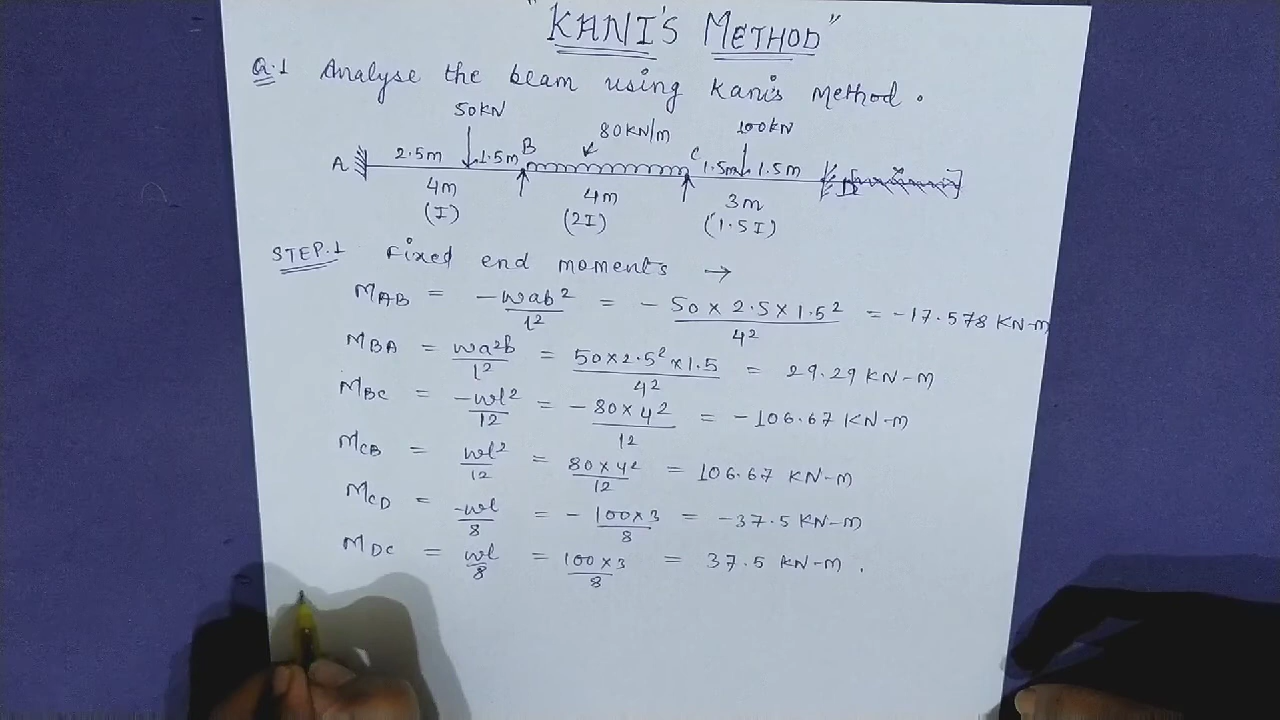 "KANI'S METHOD"
Q.1 Analyse the beam using Kani's Method.
50KN
80KN/m
100KN
A 2.5m 1.5m B C 1.5m 1.5m
4m 4m 3m
(I) (2I) (1.5I)
STEP.1 Fixed end moments →
MAB = -wab²/l² = - 50 × 2.5 × 1.5²/4² = -17.578 KN-m
MBA = wa²b/l² = 50×2.5²×1.5/4² = 29.29 KN-m
MBC = -wl²/12 = -80×4²/12 = -106.67 KN-m
MCB = wl²/12 = 80×4²/12 = 106.67 KN-m
MCD = -wl/8 = - 100×3/8 = -37.5 KN-m
MDC = wl/8 = 100×3/8 = 37.5 KN-m.